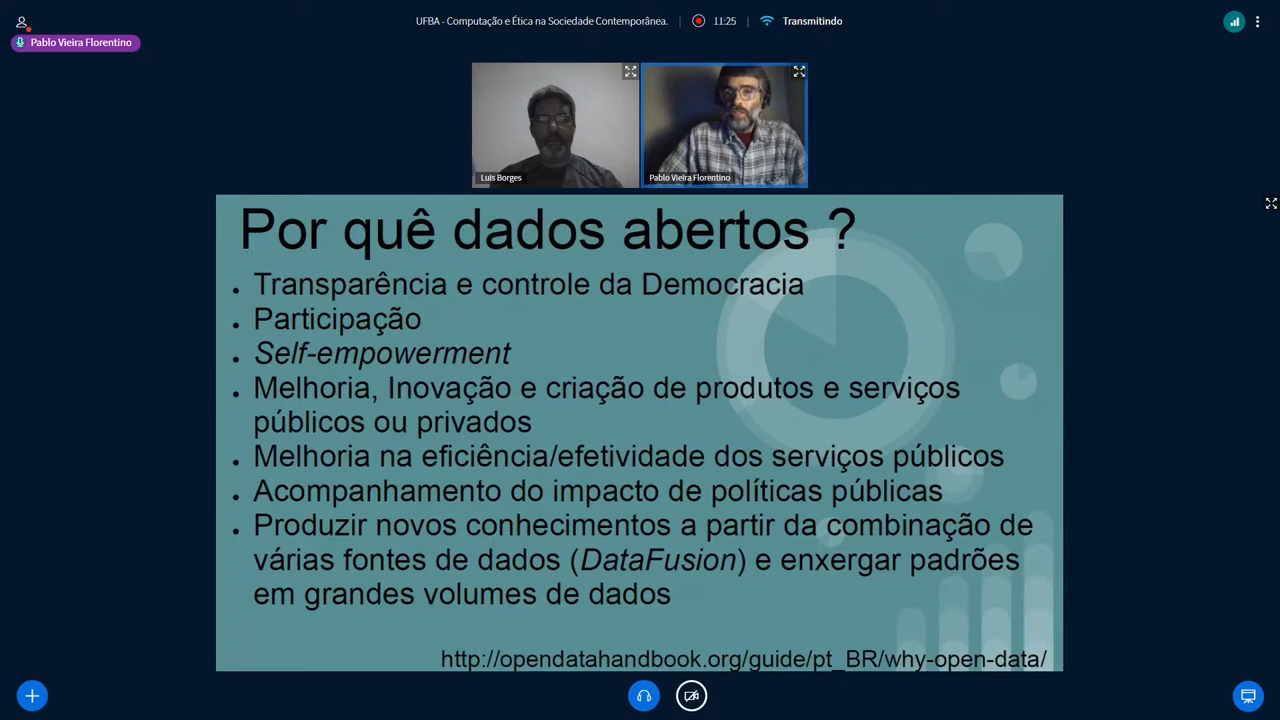 UFBA - Computação e Ética na Sociedade Contemporânea.
11:25
Transmitindo
Pablo Vieira Florentino
Luis Borges
Pablo Vieira Florentino
Por quê dados abertos ?
Transparência e controle da Democracia
Participação
Self-empowerment
Melhoria, Inovação e criação de produtos e serviços
públicos ou privados
Melhoria na eficiência/efetividade dos serviços públicos
Acompanhamento do impacto de políticas públicas
Produzir novos conhecimentos a partir da combinação de
várias fontes de dados (DataFusion) e enxergar padrões
em grandes volumes de dados
http://opendatahandbook.org/guide/pt_BR/why-open-data/